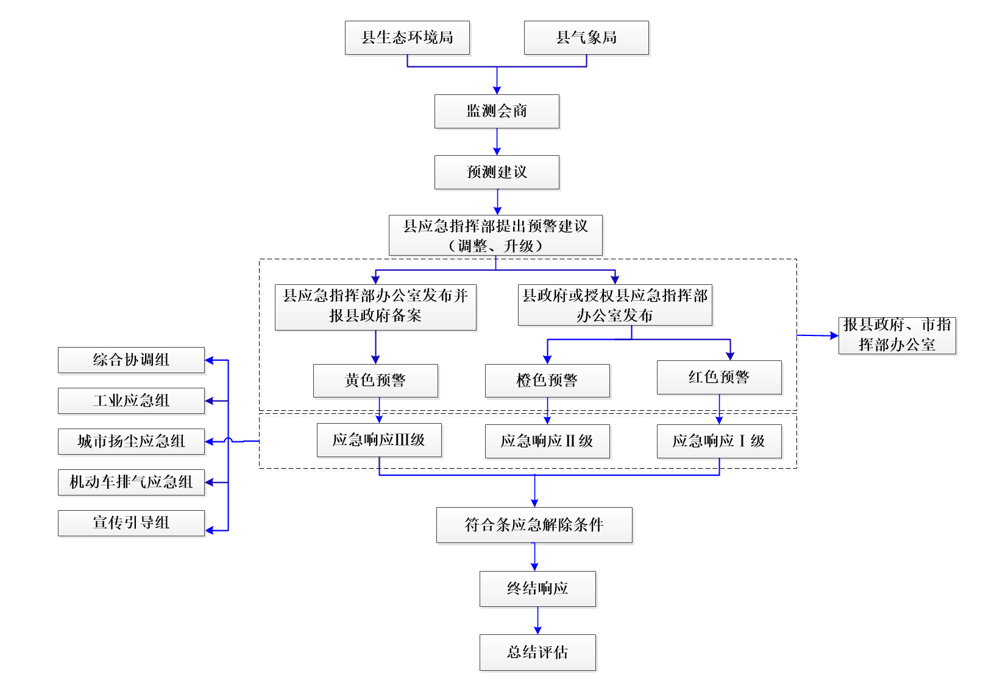 县生态环境局
县气象局
监测会商
预测建议
县应急指挥部提出预警建议
（调整、升级）
县应急指挥部办公室发布并
报县政府备案
县政府或授权县应急指挥部
办公室发布
报县政府、市指
挥部办公室
黄色预警
橙色预警
红色预警
综合协调组
工业应急组
城市扬尘应急组
机动车排气应急组
宣传引导组
应急响应Ⅲ级
应急响应Ⅱ级
应急响应Ⅰ级
符合条应急解除条件
终结响应
总结评估